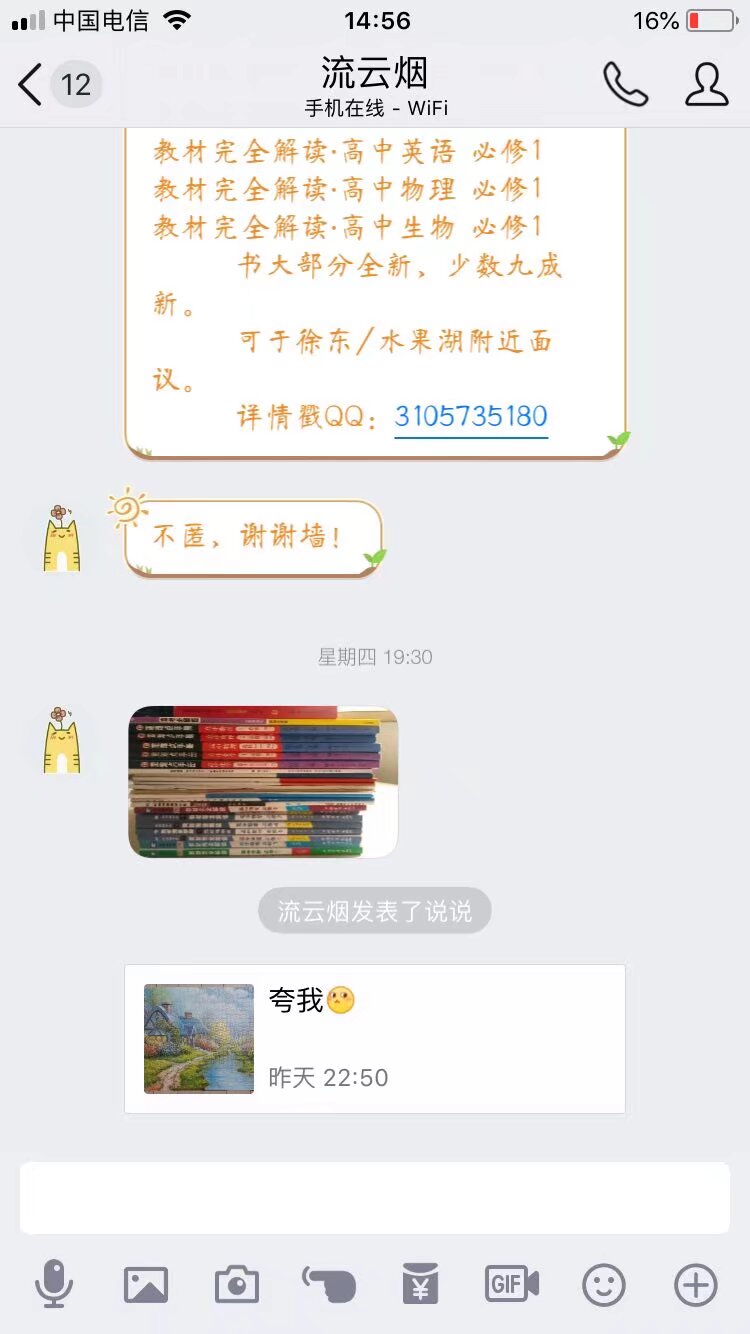 中国电信 14:56 16%
12 流云烟
手机在线 - WiFi
教材完全解读·高中英语 必修1
教材完全解读·高中物理 必修1
教材完全解读·高中生物 必修1
书大部分全新、少数九成
新。
可于徐东/水果湖附近面
议。
详情戳QQ：3105735180
不匿，谢谢墙！
星期四 19:30
流云烟发表了说说
夸我
昨天 22:50
GIF